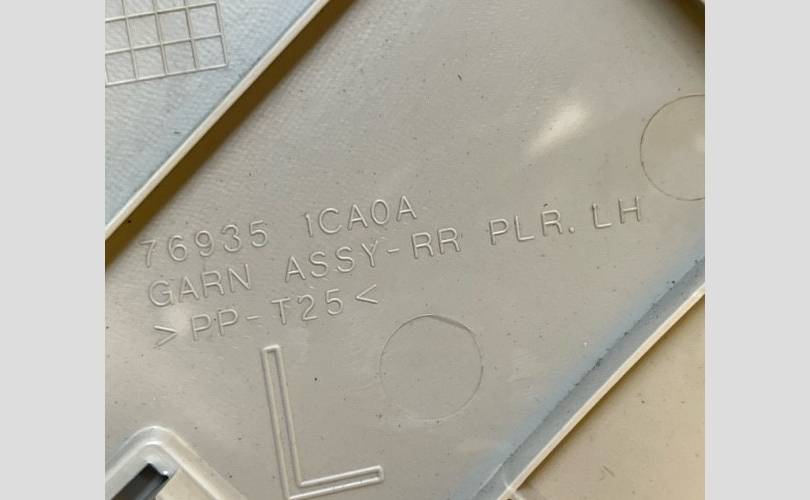 76935 1CA0A
GARN ASSY-RR PLR. LH
>PP-T25<
L